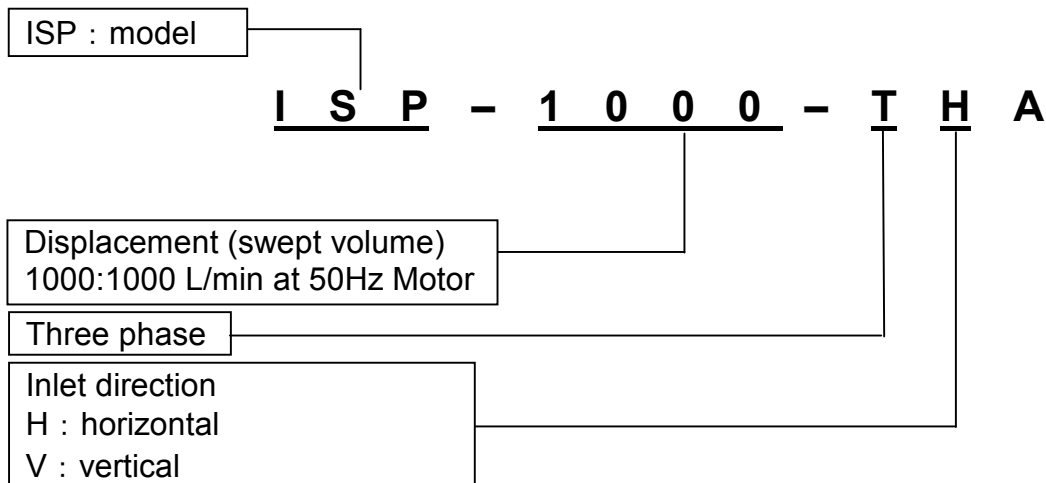 ISP：model
I S P – 1 0 0 0 – T H A
Displacement (swept volume)
1000:1000 L/min at 50Hz Motor
Three phase
Inlet direction
H：horizontal
V：vertical